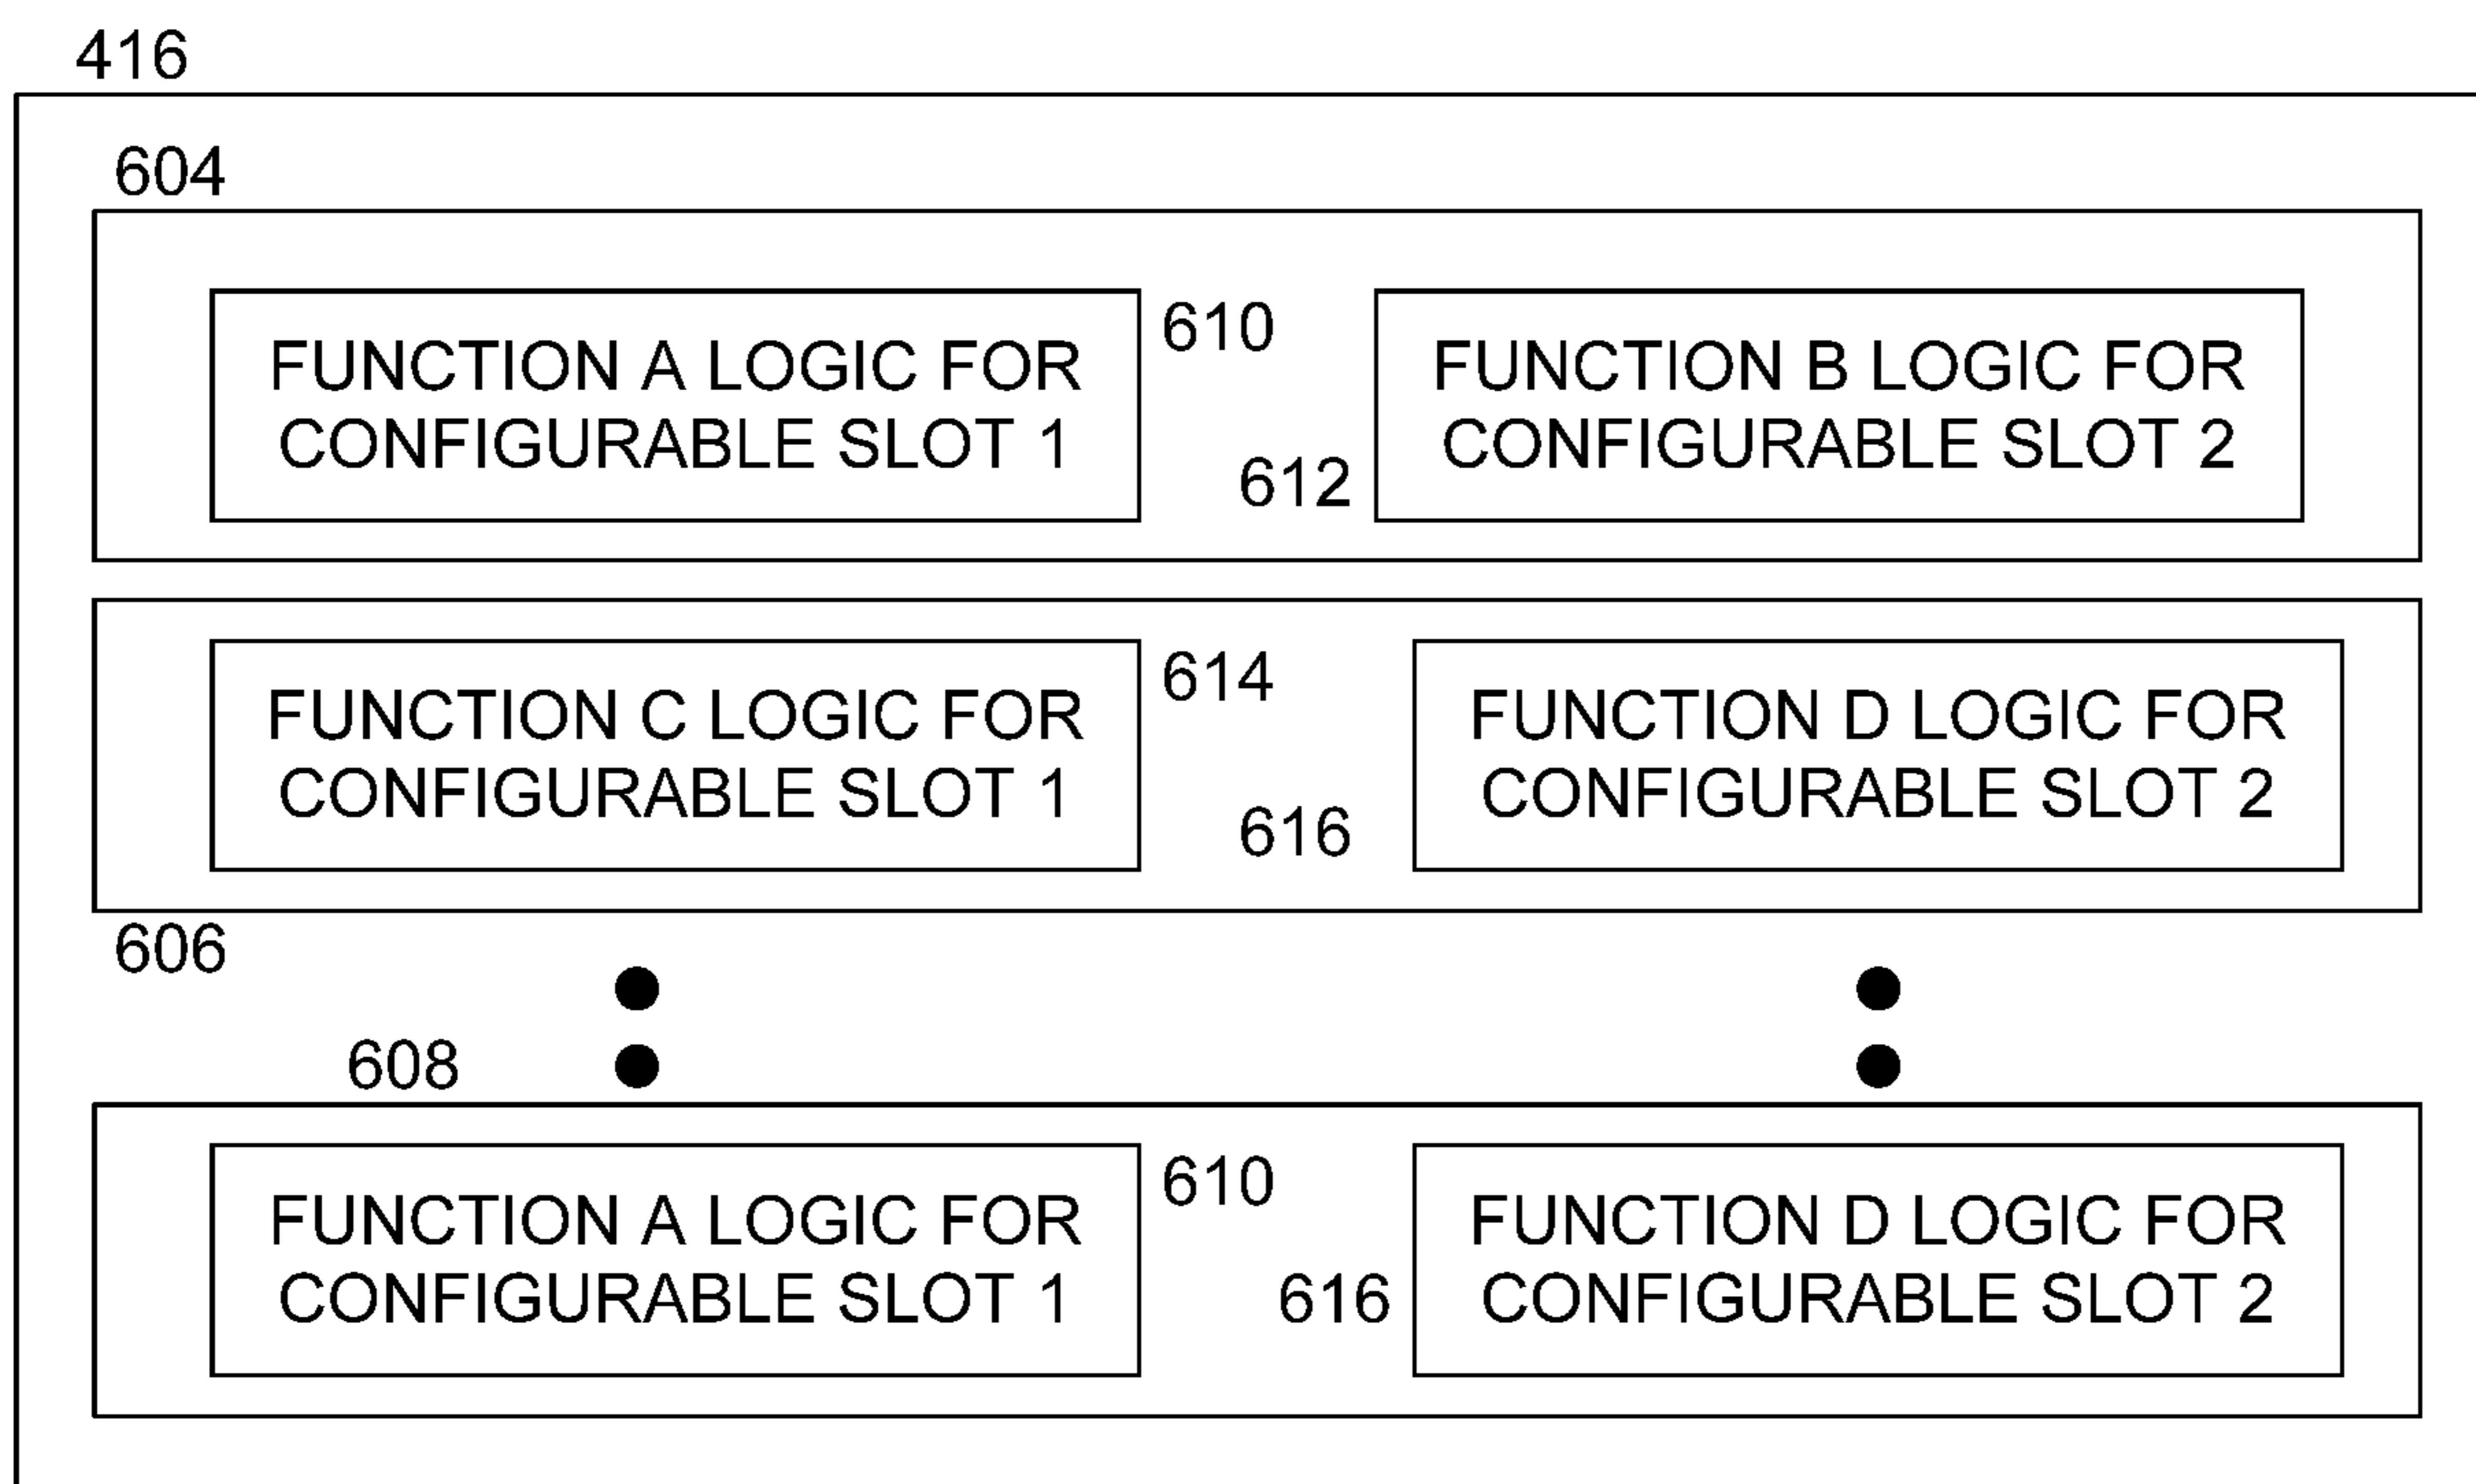 416
604
FUNCTION A LOGIC FOR
CONFIGURABLE SLOT 1
610
612
FUNCTION B LOGIC FOR
CONFIGURABLE SLOT 2
FUNCTION C LOGIC FOR
CONFIGURABLE SLOT 1
614
616
FUNCTION D LOGIC FOR
CONFIGURABLE SLOT 2
606
608
FUNCTION A LOGIC FOR
CONFIGURABLE SLOT 1
610
616
FUNCTION D LOGIC FOR
CONFIGURABLE SLOT 2